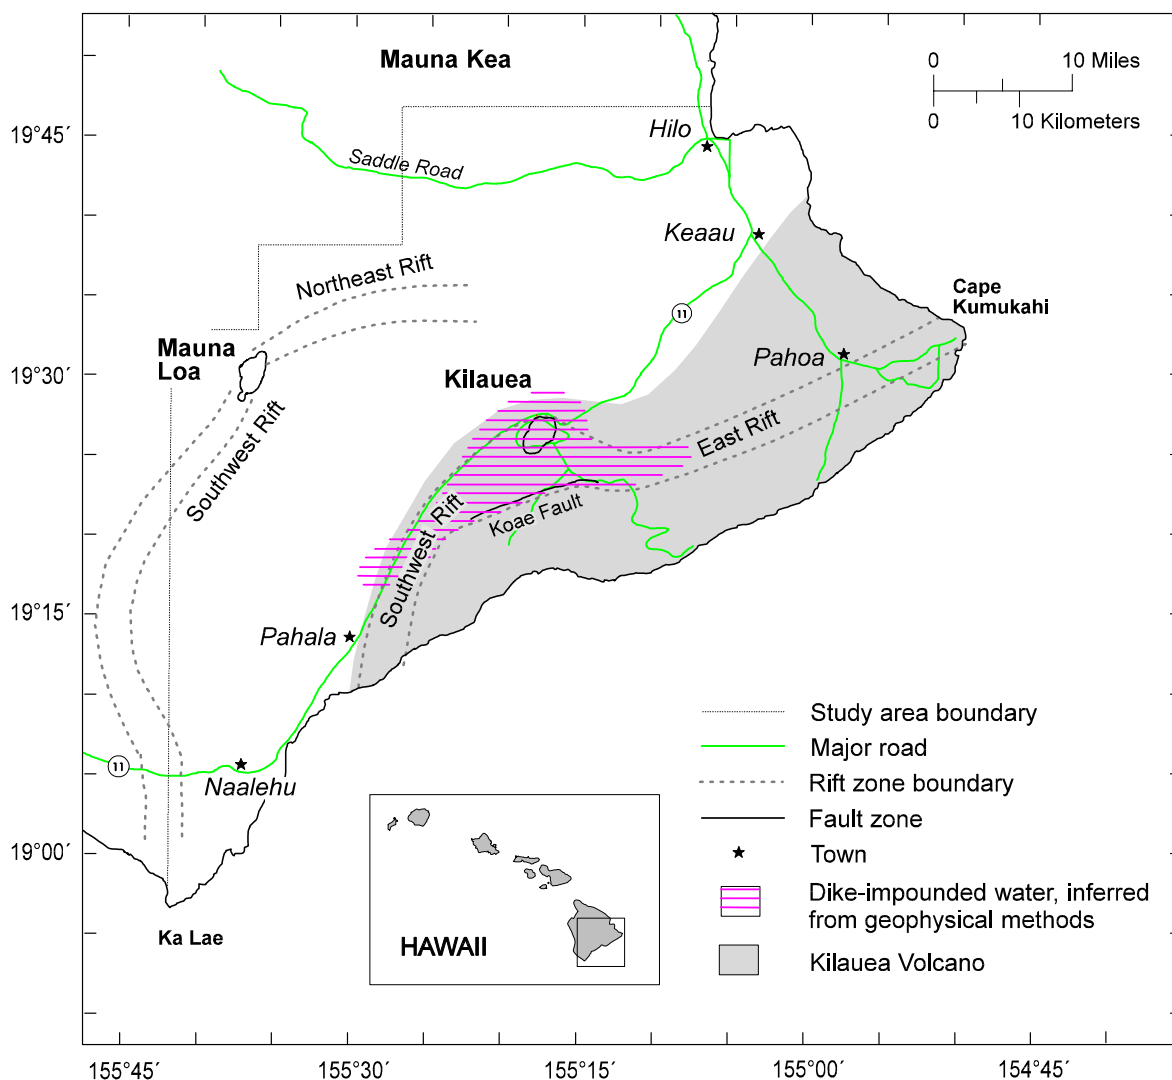 Mauna Kea
0 10 Miles
0 10 Kilometers
19°45´
Hilo
Saddle Road
Keaau
Northeast Rift
Cape
Kumukahi
11
Mauna
Loa
Pahoa
19°30´
Kilauea
Southwest Rift
East Rift
Koae Fault
Southwest Rift
19°15´
Pahala
Study area boundary
Major road
11
Rift zone boundary
Naalehu
Fault zone
19°00´
Town
Dike-impounded water, inferred
from geophysical methods
Ka Lae
HAWAII
Kilauea Volcano
155°45´ 155°30´ 155°15´ 155°00´ 154°45´